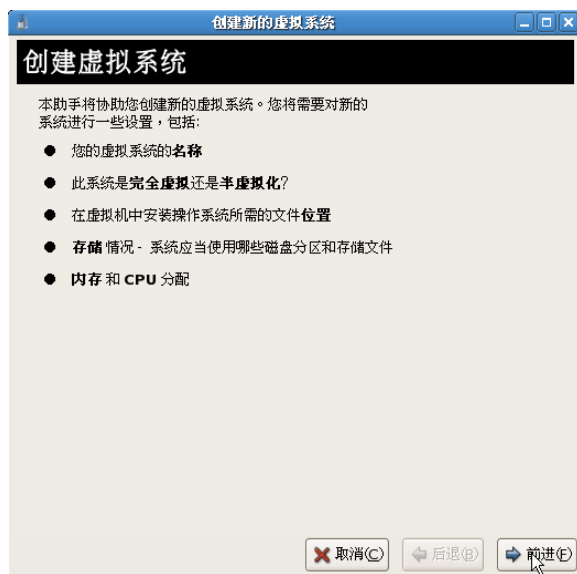 创建新的虚拟系统
创建虚拟系统
本助手将协助您创建新的虚拟系统。您将需要对新的
系统进行一些设置，包括:
● 您的虚拟系统的名称
● 此系统是完全虚拟还是半虚拟化?
● 在虚拟机中安装操作系统所需的文件位置
● 存储 情况 - 系统应当使用哪些磁盘分区和存储文件
● 内存 和 CPU 分配
取消(C) 后退(B) 前进(F)